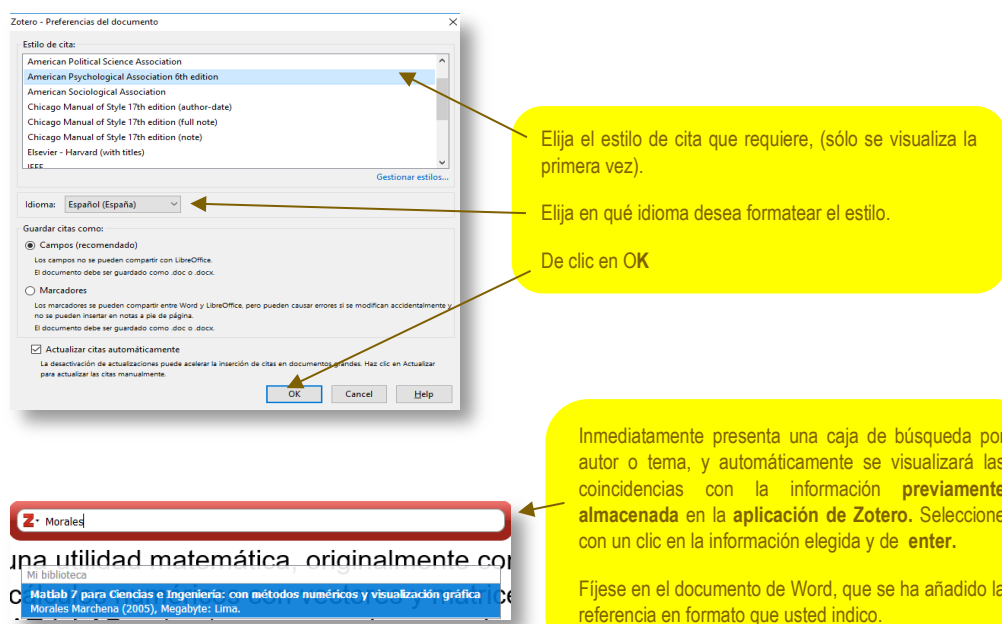 Zotero - Preferencias del documento
Estilo de cita:
American Political Science Association
American Psychological Association 6th edition
American Sociological Association
Chicago Manual of Style 17th edition (author-date)
Chicago Manual of Style 17th edition (full note)
Chicago Manual of Style 17th edition (note)
Elsevier - Harvard (with titles)
IEEE
Gestionar estilos...
Idioma: Español (España)
Guardar citas como:
Campos (recomendado)
Los campos no se pueden compartir con LibreOffice.
El documento debe ser guardado como .doc o .docx.
Marcadores
Los marcadores se pueden compartir entre Word y LibreOffice, pero pueden causar errores si se modifican accidentalmente y
no se pueden insertar en notas a pie de página.
El documento debe ser guardado como .doc o .docx.
Actualizar citas automáticamente
La desactivación de actualizaciones puede acelerar la inserción de citas en documentos grandes. Haz clic en Actualizar
para actualizar las citas manualmente.
OK Cancel Help
Elija el estilo de cita que requiere, (sólo se visualiza la
primera vez).
Elija en qué idioma desea formatear el estilo.
De clic en OK
Z Morales
una utilidad matemática, originalmente con
Mi biblioteca
Matlab 7 para Ciencias e Ingeniería: con métodos numéricos y visualización gráfica
Morales Marchena (2005), Megabyte: Lima.
Inmediatamente presenta una caja de búsqueda por
autor o tema, y automáticamente se visualizará las
coincidencias con la información previamente
almacenada en la aplicación de Zotero. Seleccione
con un clic en la información elegida y de enter.
Fíjese en el documento de Word, que se ha añadido la
referencia en formato que usted indico.